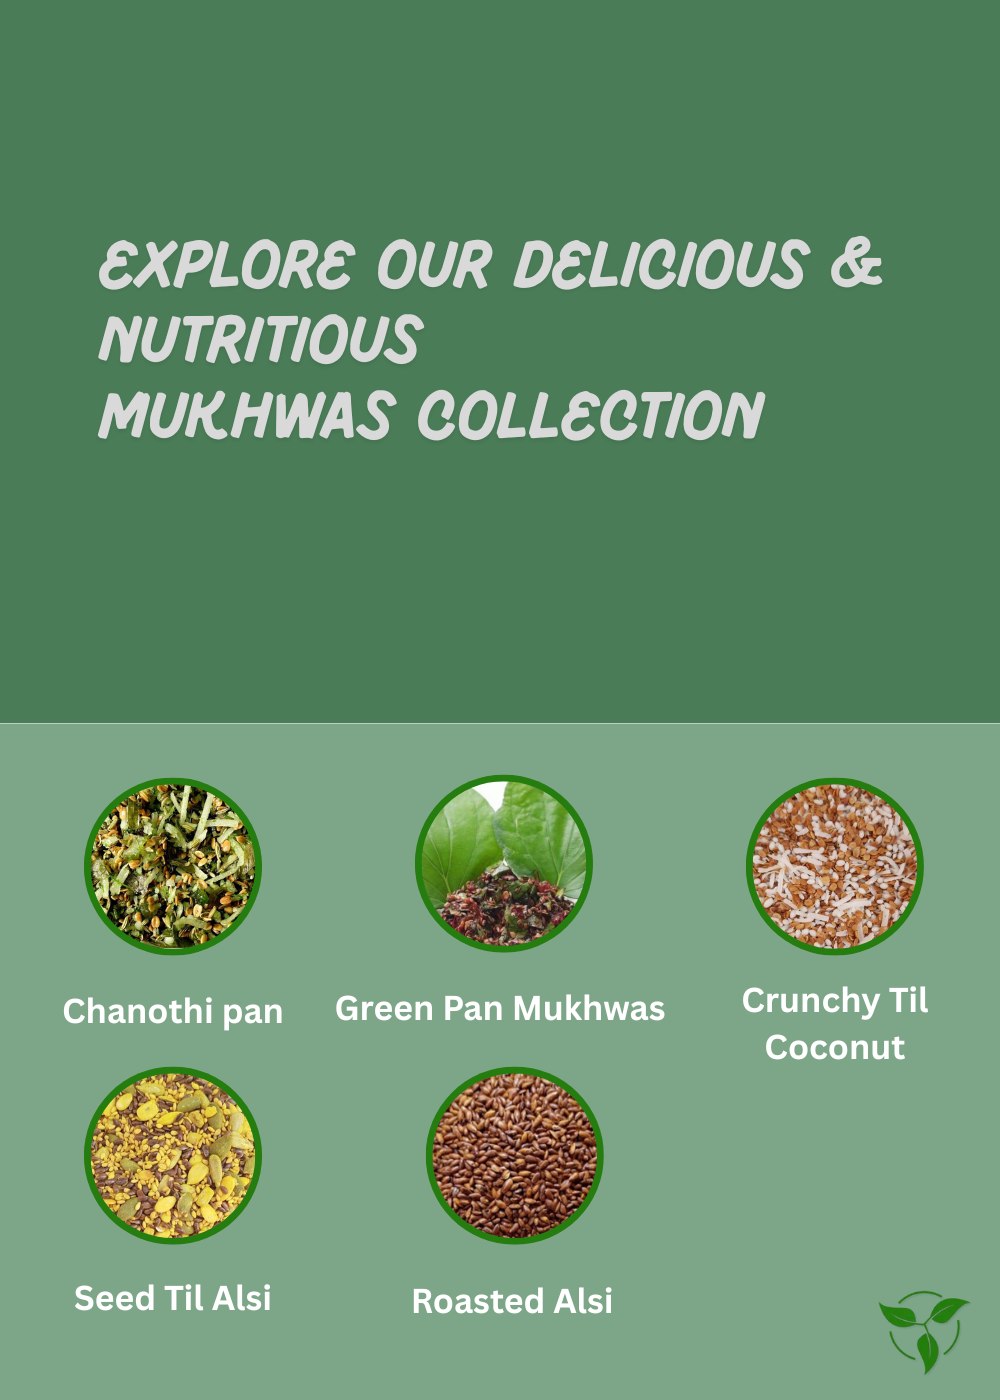 EXPLORE OUR DELICIOUS &
NUTRITIOUS
MUKHWAS COLLECTION
Chanothi pan
Green Pan Mukhwas
Crunchy Til
Coconut
Seed Til Alsi
Roasted Alsi